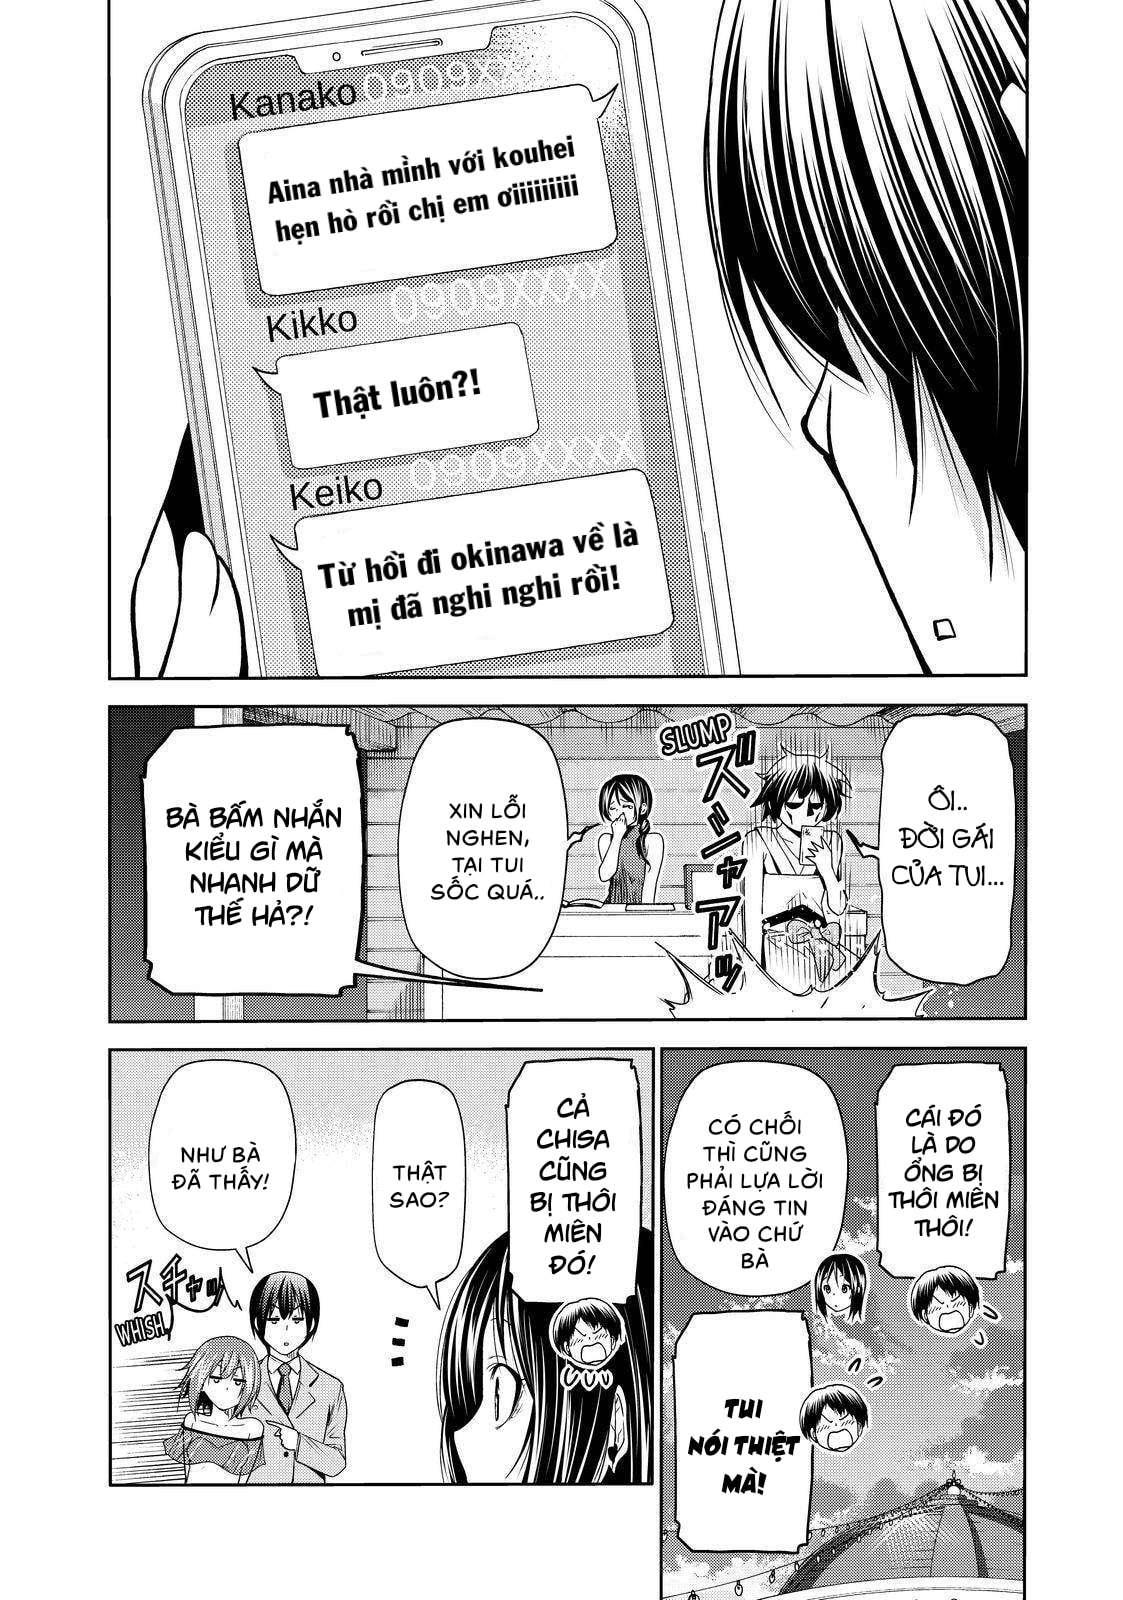 Kanako 0909X
Aina nhà mình với kouhei
hẹn hò rồi chị em ơiiiiiiiiii
0909XXXX
Kikko
Thật luôn?!
0909XXXX
Keiko
Từ hồi đi okinawa về là
mị đã nghi nghi rồi!
ÔI..
ĐỜI GÁI
CỦA TUI...
SLUMP
ズシャアッ
XIN LỖI
NGHEN,
TẠI TUI
SỐC QUÁ..
BÀ BẤM NHẮN
KIỂU GÌ MÀ
NHANH DỮ
THẾ HẢ?!
CÁI ĐÓ
LÀ DO
ỔNG BỊ
THÔI MIÊN
THÔI!
CÓ CHỐI
THÌ CŨNG
PHẢI LỰA LỜI
ĐÁNG TIN
VÀO CHỨ
BÀ
TUI
NÓI THIỆT
MÀ!
CẢ
CHISA
CŨNG
BỊ THÔI
MIÊN
ĐÓ!
THẬT
SAO?
NHƯ BÀ
ĐÃ THẤY!
スチャッ
WHISH